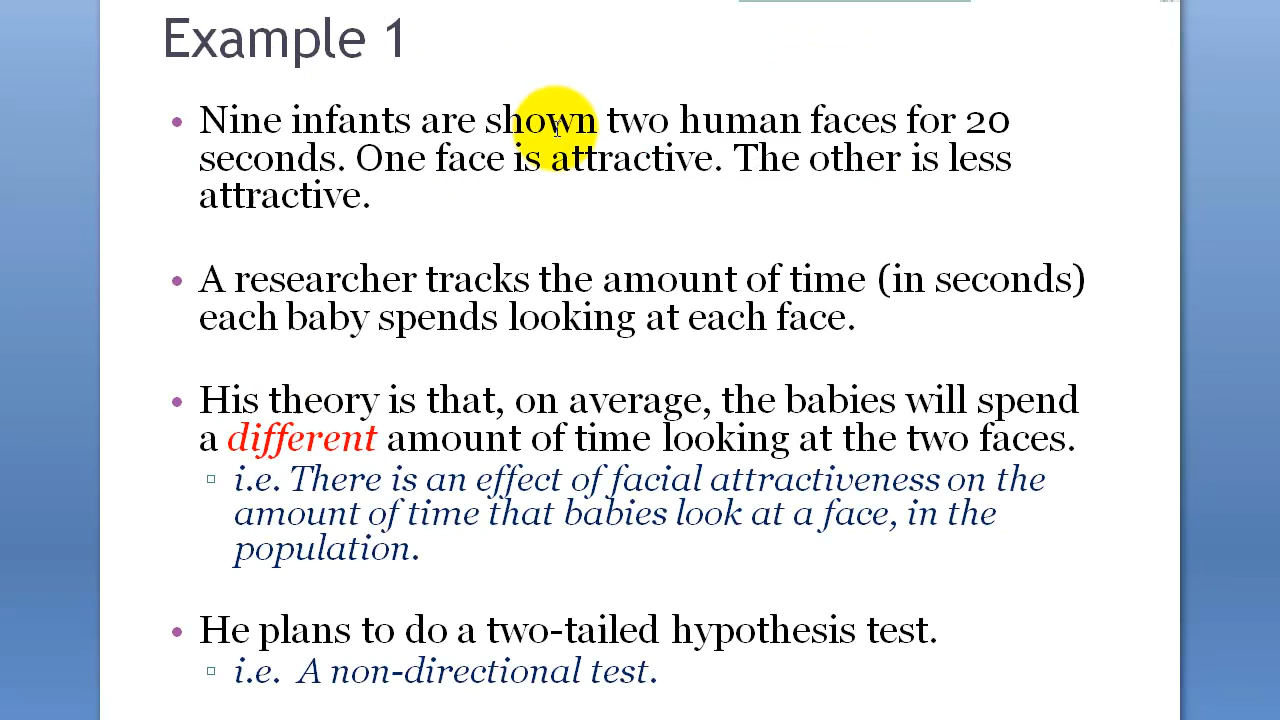 Example 1
• Nine infants are shown two human faces for 20
seconds. One face is attractive. The other is less
attractive.
• A researcher tracks the amount of time (in seconds)
each baby spends looking at each face.
• His theory is that, on average, the babies will spend
a different amount of time looking at the two faces.
▫ i.e. There is an effect of facial attractiveness on the
amount of time that babies look at a face, in the
population.
• He plans to do a two-tailed hypothesis test.
▫ i.e. A non-directional test.